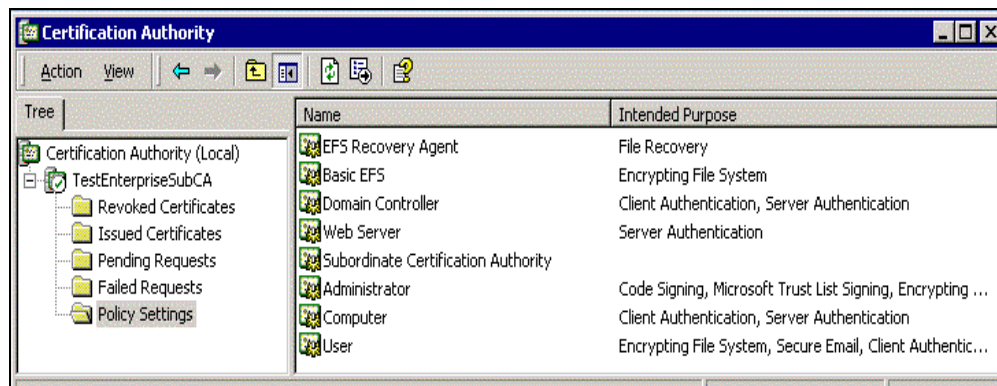 Certification Authority
Action View
Tree
Certification Authority (Local)
TestEnterpriseSubCA
Revoked Certificates
Issued Certificates
Pending Requests
Failed Requests
Policy Settings
Name Intended Purpose
EFS Recovery Agent File Recovery
Basic EFS Encrypting File System
Domain Controller Client Authentication, Server Authentication
Web Server Server Authentication
Subordinate Certification Authority
Administrator Code Signing, Microsoft Trust List Signing, Encrypting ...
Computer Client Authentication, Server Authentication
User Encrypting File System, Secure Email, Client Authentic...